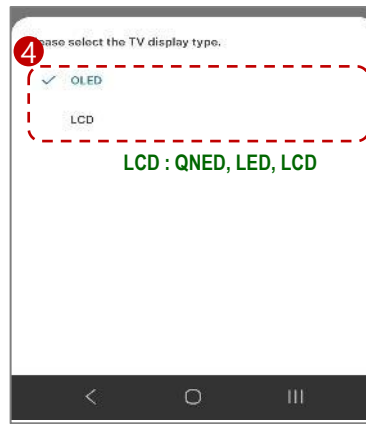 4
ease select the TV display type.
OLED
LCD
LCD : QNED, LED, LCD